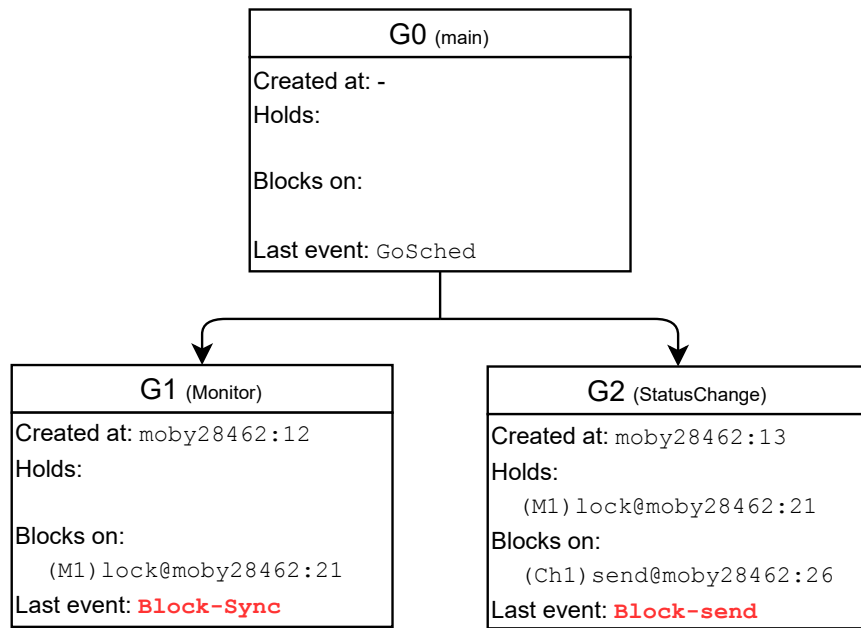 G0 (main)
Created at: -
Holds:
Blocks on:
Last event: GoSched
G1 (Monitor)
Created at: moby28462:12
Holds:
Blocks on:
(M1)lock@moby28462:21
Last event: Block-Sync
G2 (StatusChange)
Created at: moby28462:13
Holds:
(M1)lock@moby28462:21
Blocks on:
(Ch1)send@moby28462:26
Last event: Block-send